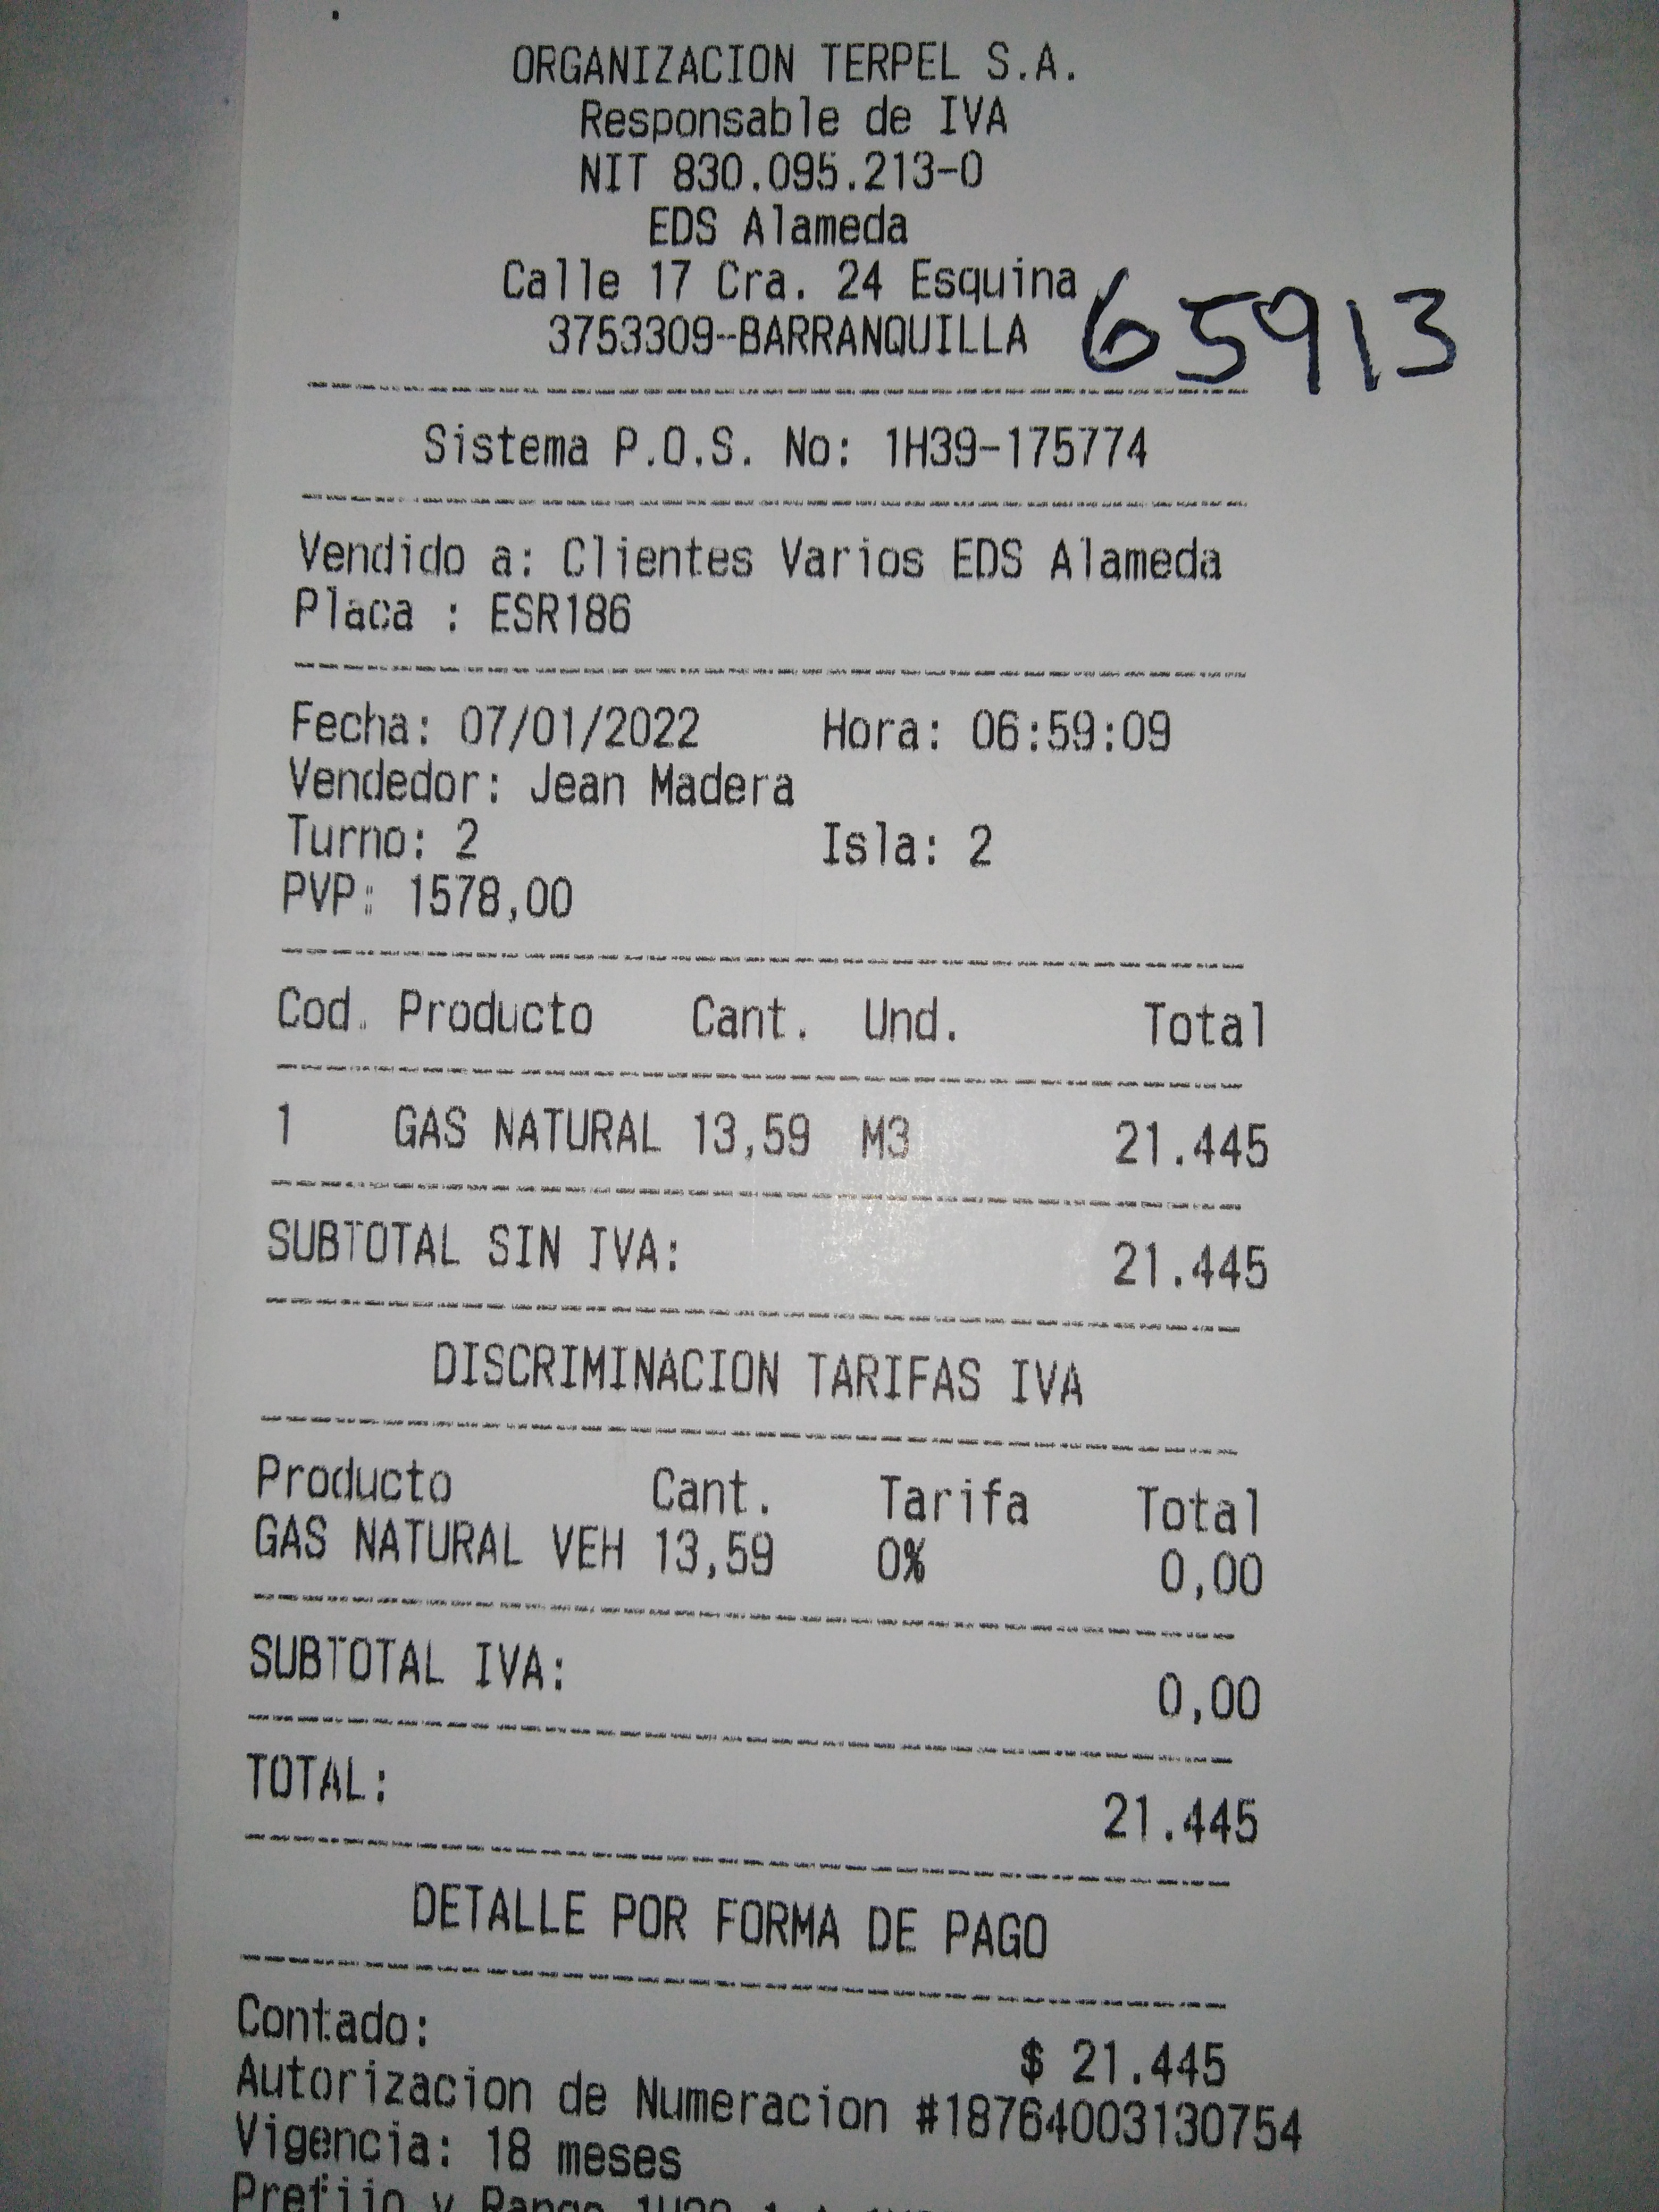 ORGANIZACION TERPEL S.A.
Responsable de IVA
NIT 830.095.213-0
EDS Alameda
Calle 17 Cra. 24 Esquina
3753309--BARRANQUILLA 65913
Sistema P.O.S. No: 1H39-175774
Vendido a: Clientes Varios EDS Alameda
Placa : ESR186
Fecha: 07/01/2022 Hora: 06:59:09
Vendedor: Jean Madera
Turno: 2 Isla: 2
PVP: 1578,00
Cod. Producto Cant. Und. Total
1 GAS NATURAL 13,59 M3 21.445
SUBTOTAL SIN IVA: 21.445
DISCRIMINACION TARIFAS IVA
Producto Cant. Tarifa Total
GAS NATURAL VEH 13,59 0% 0,00
SUBTOTAL IVA: 0,00
TOTAL: 21.445
DETALLE POR FORMA DE PAGO
Contado: $ 21.445
Autorizacion de Numeracion #18764003130754
Vigencia: 18 meses
Prefijo y Rango